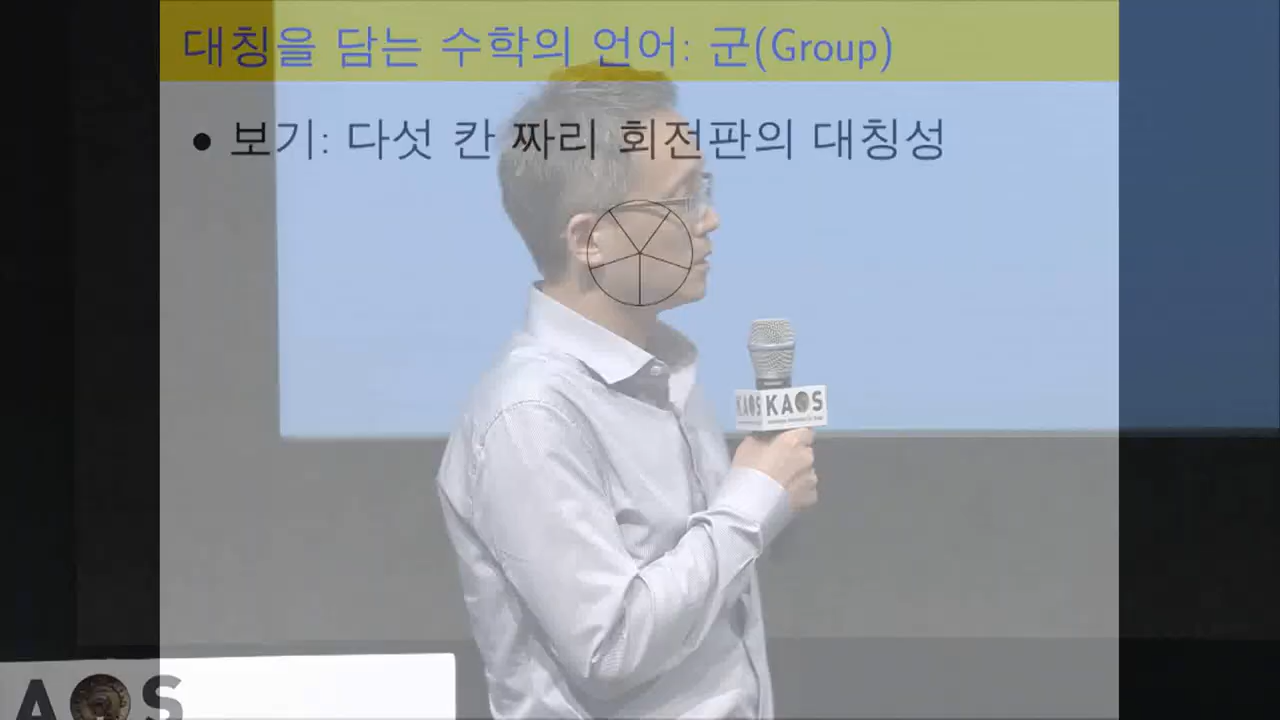 대칭을 담는 수학의 언어: 군(Group)
• 보기: 다섯 칸 짜리 회전판의 대칭성
KAOS KAOS
AOS